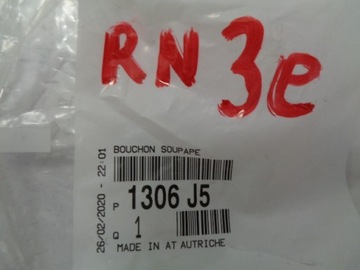 RN 3e
BOUCHON SOUPAPE
26/02/2020 - 22:01
P 1306 J5
Q 1
MADE IN AT AUTRICHE